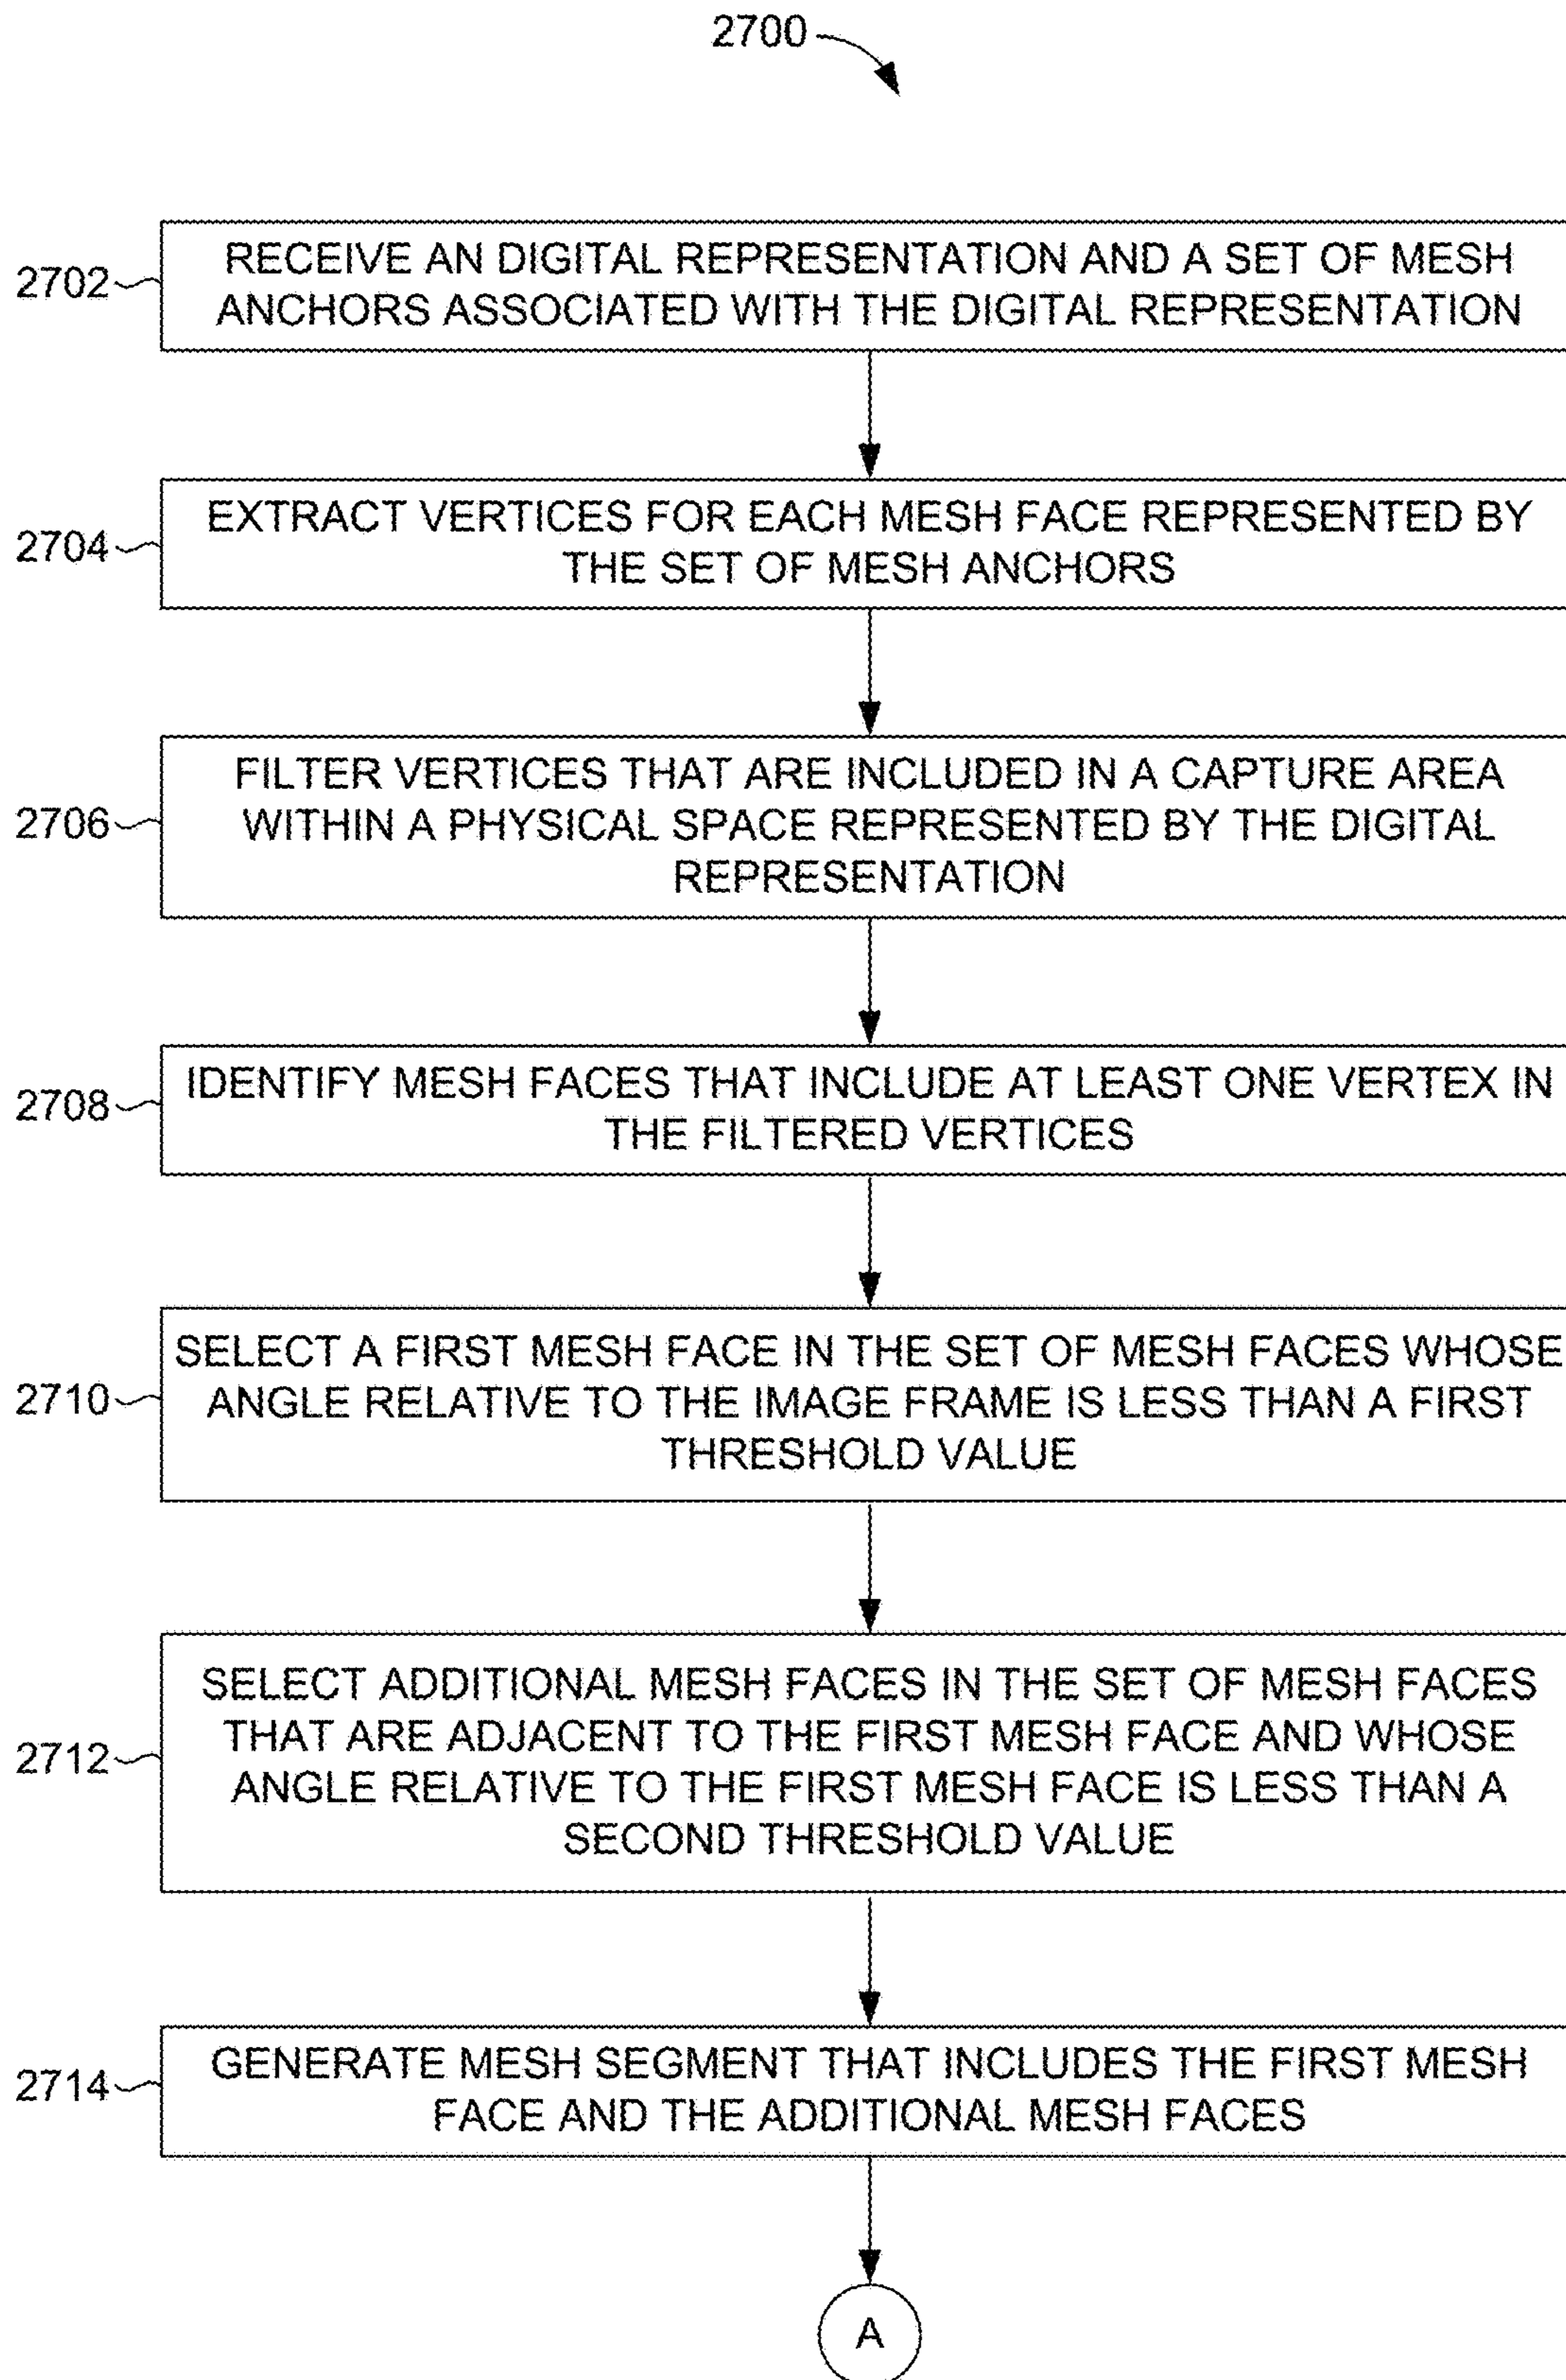 2700
2702
RECEIVE AN DIGITAL REPRESENTATION AND A SET OF MESH
ANCHORS ASSOCIATED WITH THE DIGITAL REPRESENTATION
2704
EXTRACT VERTICES FOR EACH MESH FACE REPRESENTED BY
THE SET OF MESH ANCHORS
2706
FILTER VERTICES THAT ARE INCLUDED IN A CAPTURE AREA
WITHIN A PHYSICAL SPACE REPRESENTED BY THE DIGITAL
REPRESENTATION
2708
IDENTIFY MESH FACES THAT INCLUDE AT LEAST ONE VERTEX IN
THE FILTERED VERTICES
2710
SELECT A FIRST MESH FACE IN THE SET OF MESH FACES WHOSE
ANGLE RELATIVE TO THE IMAGE FRAME IS LESS THAN A FIRST
THRESHOLD VALUE
2712
SELECT ADDITIONAL MESH FACES IN THE SET OF MESH FACES
THAT ARE ADJACENT TO THE FIRST MESH FACE AND WHOSE
ANGLE RELATIVE TO THE FIRST MESH FACE IS LESS THAN A
SECOND THRESHOLD VALUE
2714
GENERATE MESH SEGMENT THAT INCLUDES THE FIRST MESH
FACE AND THE ADDITIONAL MESH FACES
A